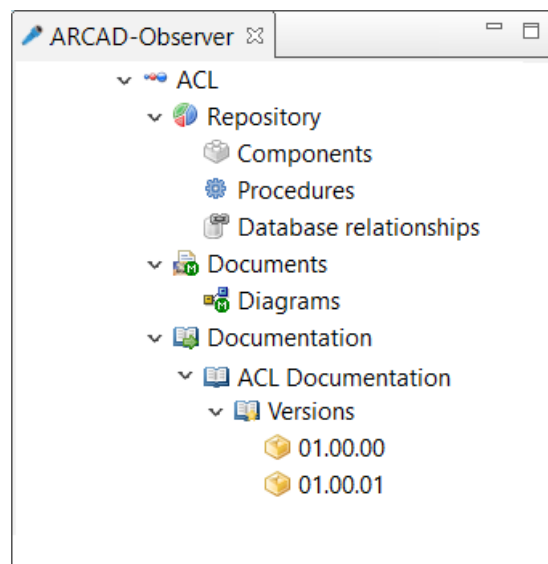 ARCAD-Observer
ACL
Repository
Components
Procedures
Database relationships
Documents
Diagrams
Documentation
ACL Documentation
Versions
01.00.00
01.00.01